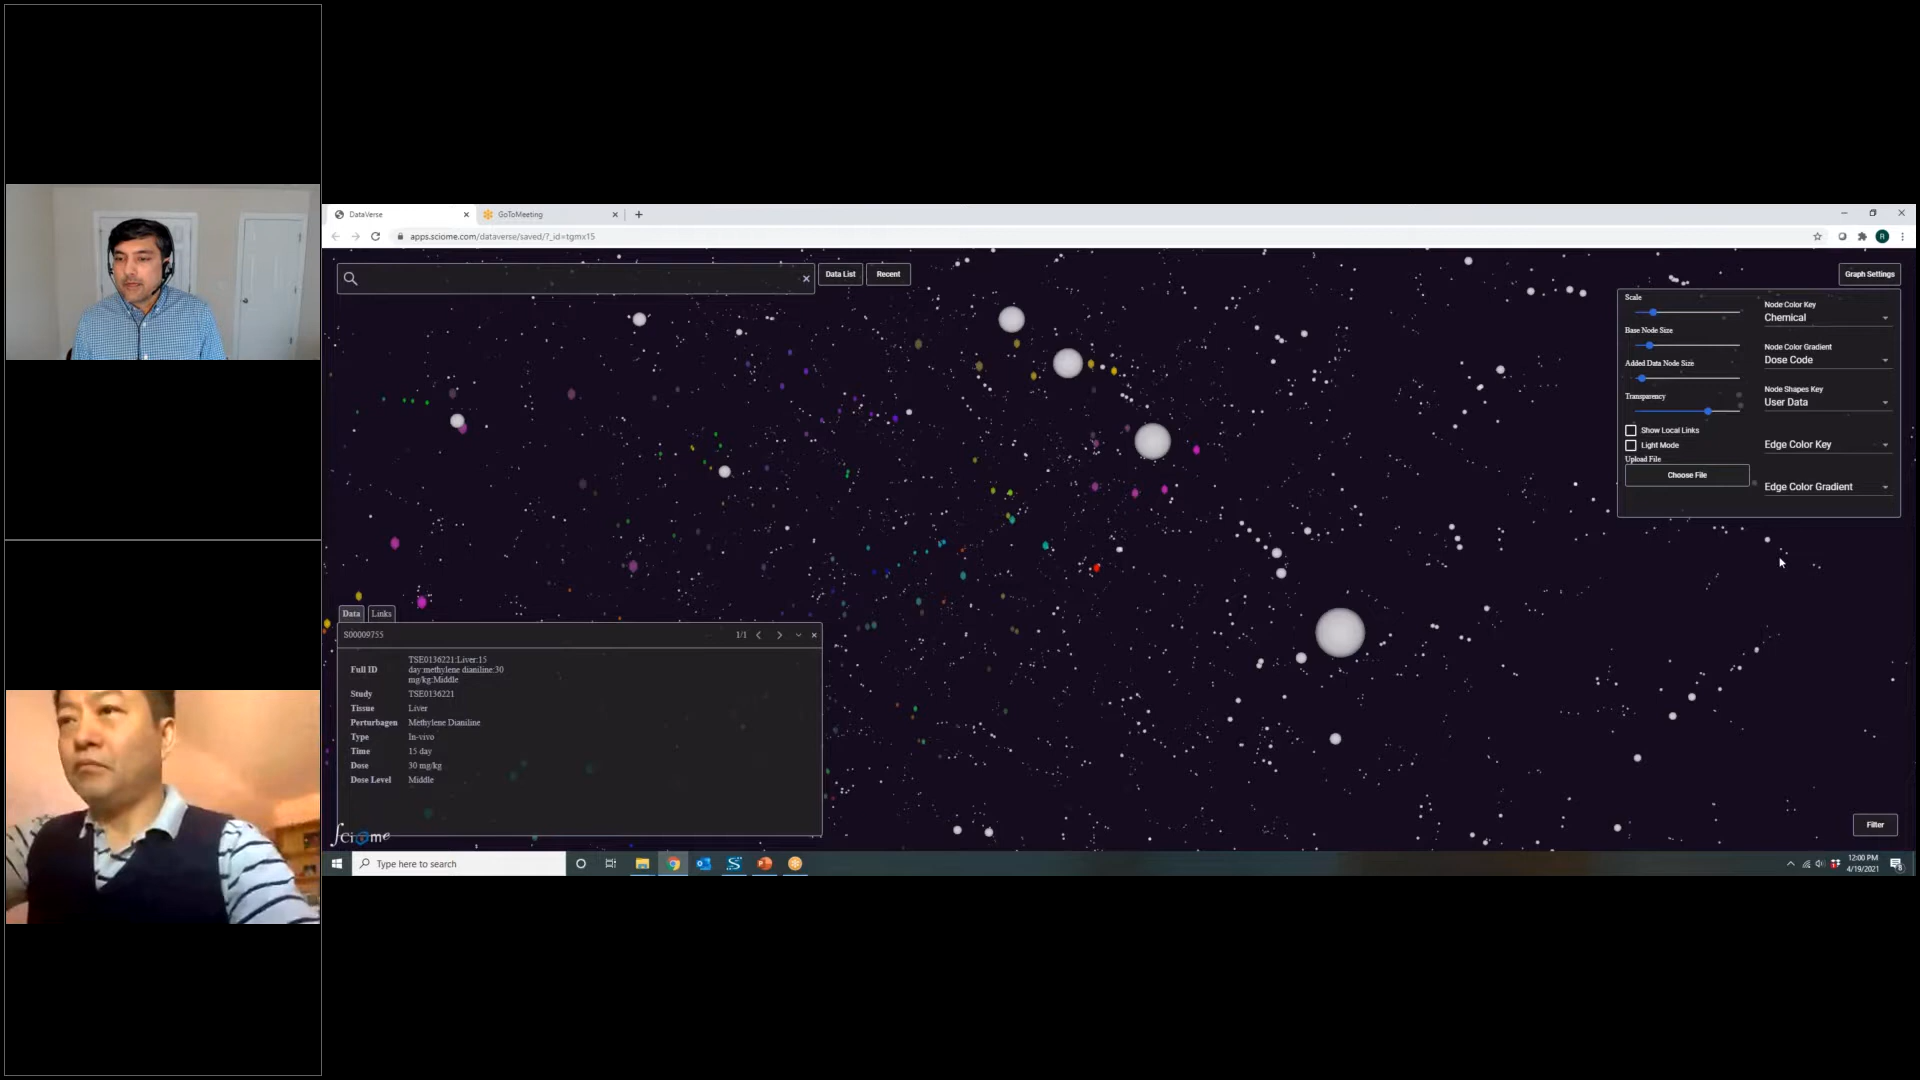 DataVerse
GoToMeeting
apps.sciome.com/dataverse/saved/?_id=tgmx15
R
Data List
Recent
Graph Settings
Scale
Base Node Size
Added Data Node Size
Transparency
Show Local Links
Light Mode
Upload File
Choose File
Node Color Key
Chemical
Node Color Gradient
Dose Code
Node Shapes Key
User Data
Edge Color Key
Edge Color Gradient
Data
Links
S00009755
1/1
Full ID
TSE0136221:Liver:15
day:methylene dianiline:30
mg/kg:Middle
Study TSE0136221
Tissue Liver
Perturbagen Methylene Dianiline
Type In-vivo
Time 15 day
Dose 30 mg/kg
Dose Level Middle
Sciome
Filter
Type here to search
12:00 PM
4/19/2021